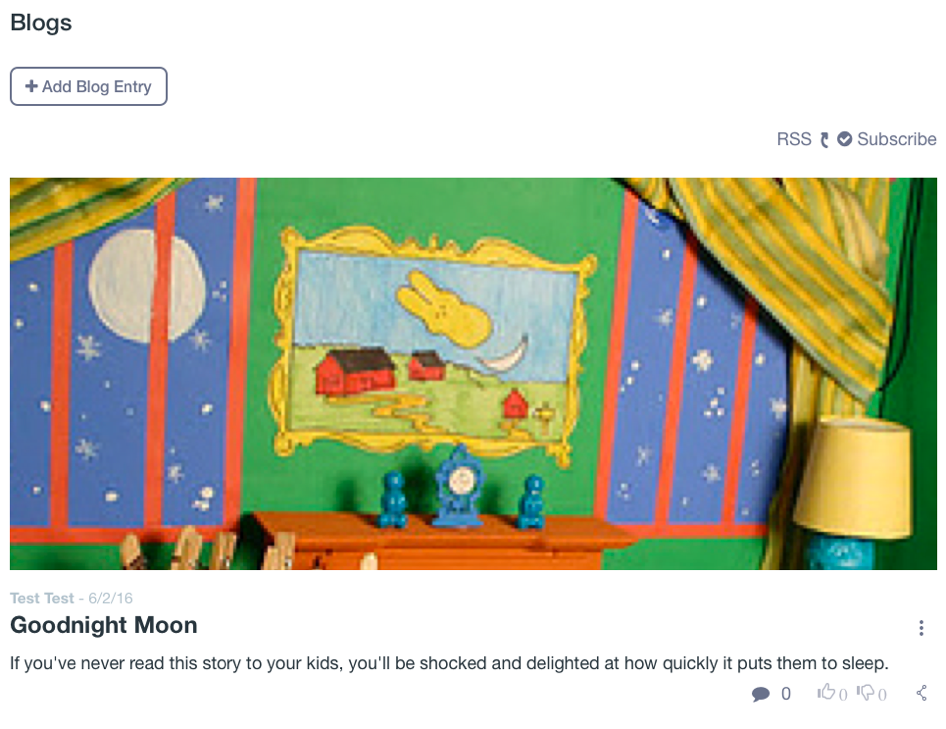 Blogs
Add Blog Entry
RSS Subscribe
Test Test - 6/2/16
Goodnight Moon
If you've never read this story to your kids, you'll be shocked and delighted at how quickly it puts them to sleep.
0 0 0